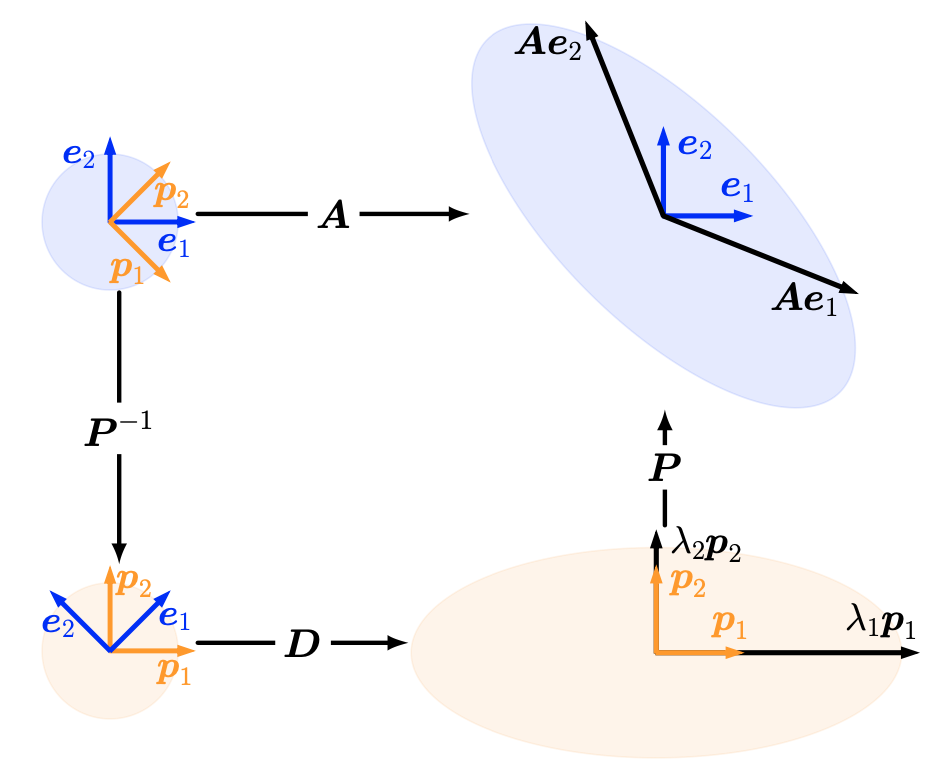 Ae₂
e₂
p₂
e₁
p₁
A
e₂
e₁
Ae₁
P⁻¹
P
λ₂p₂
p₂
e₂
e₁
p₁
D
p₂
p₁
λ₁p₁